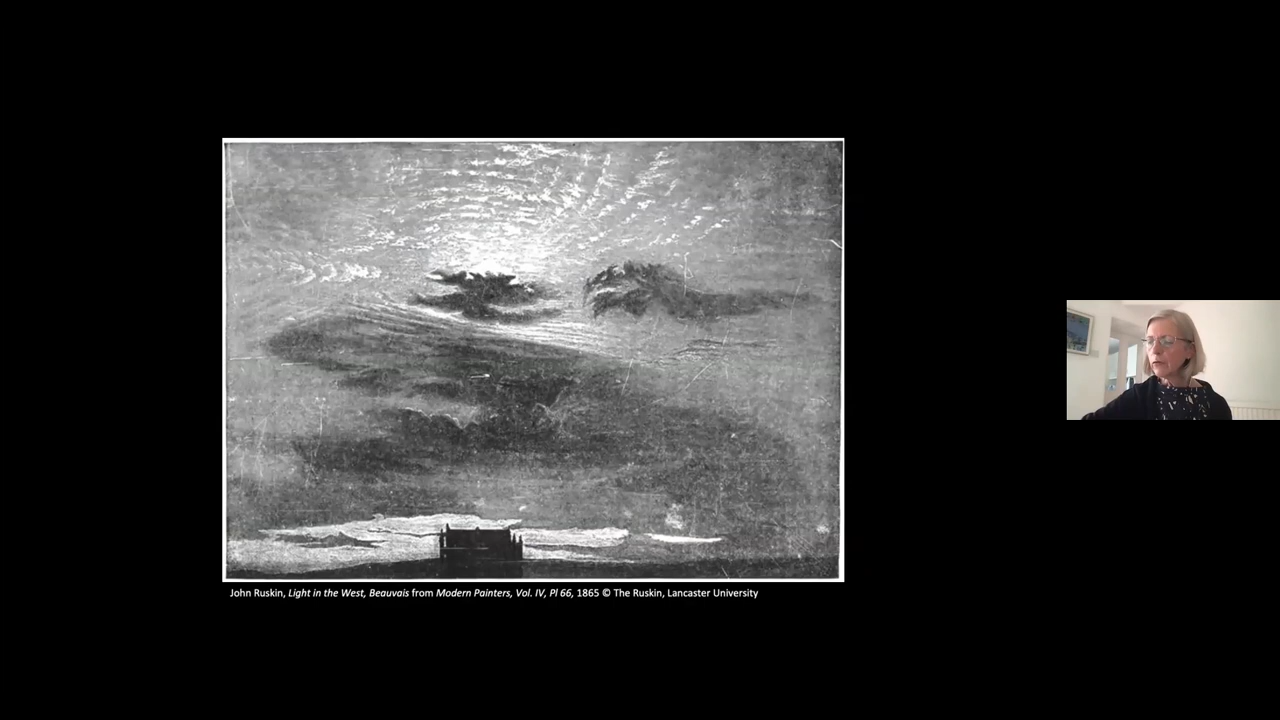 John Ruskin, Light in the West, Beauvais from Modern Painters, Vol. IV, Pl 66, 1865 © The Ruskin, Lancaster University